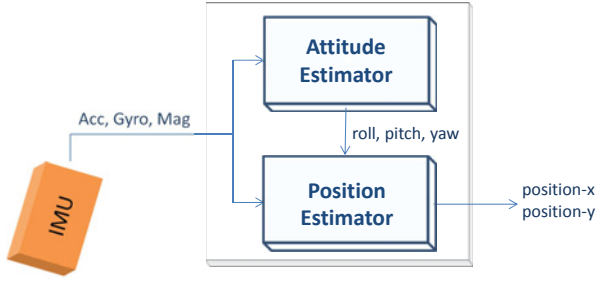 Attitude
Estimator
Acc, Gyro, Mag
roll, pitch, yaw
IMU
Position
Estimator
position-x
position-y